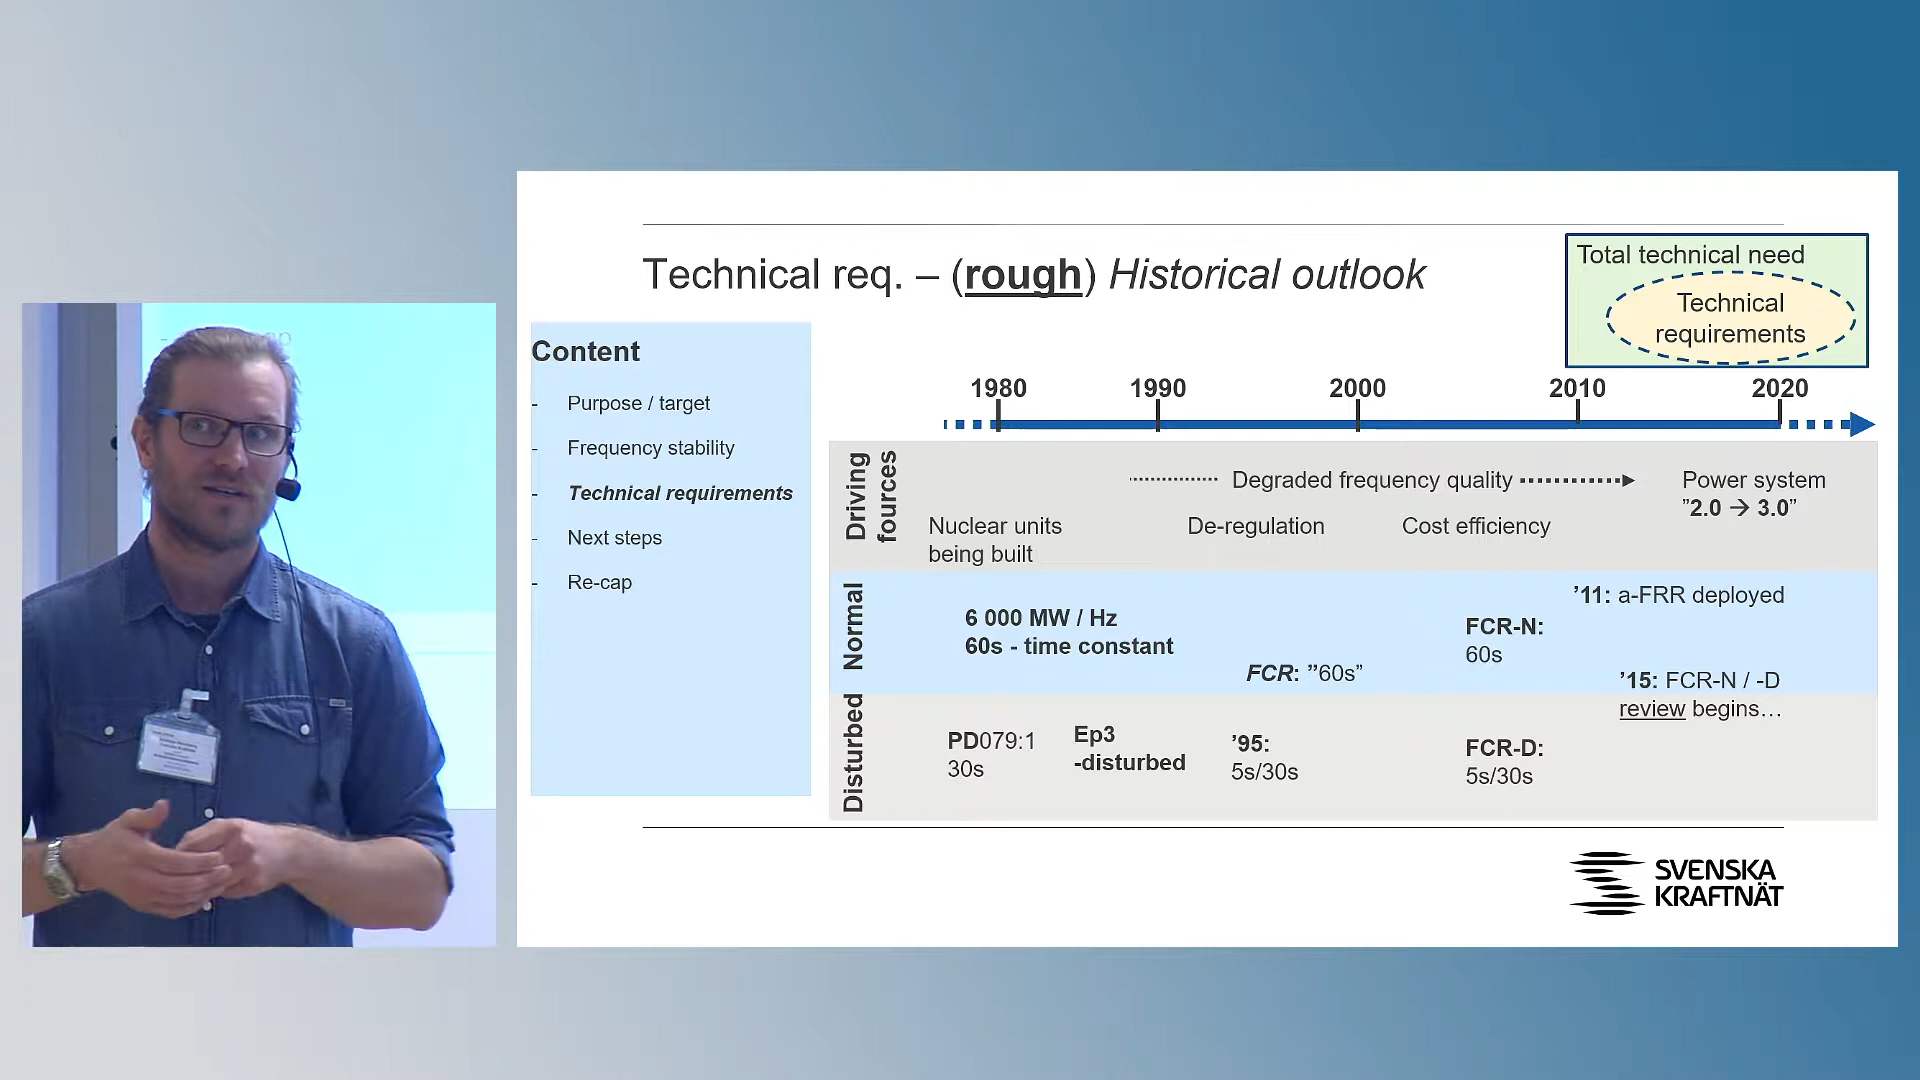 Technical req. – (rough) Historical outlook
Total technical need
Technical
requirements
Content
- Purpose / target
- Frequency stability
- Technical requirements
- Next steps
- Re-cap
1980 1990 2000 2010 2020
Driving
fources
Degraded frequency quality
Power system
”2.0 → 3.0”
Nuclear units
being built
De-regulation
Cost efficiency
Normal
6 000 MW / Hz
60s - time constant
FCR: ”60s”
FCR-N:
60s
’11: a-FRR deployed
’15: FCR-N / -D
review begins…
Disturbed
PD079:1
30s
Ep3
-disturbed
’95:
5s/30s
FCR-D:
5s/30s
SVENSKA
KRAFTNÄT